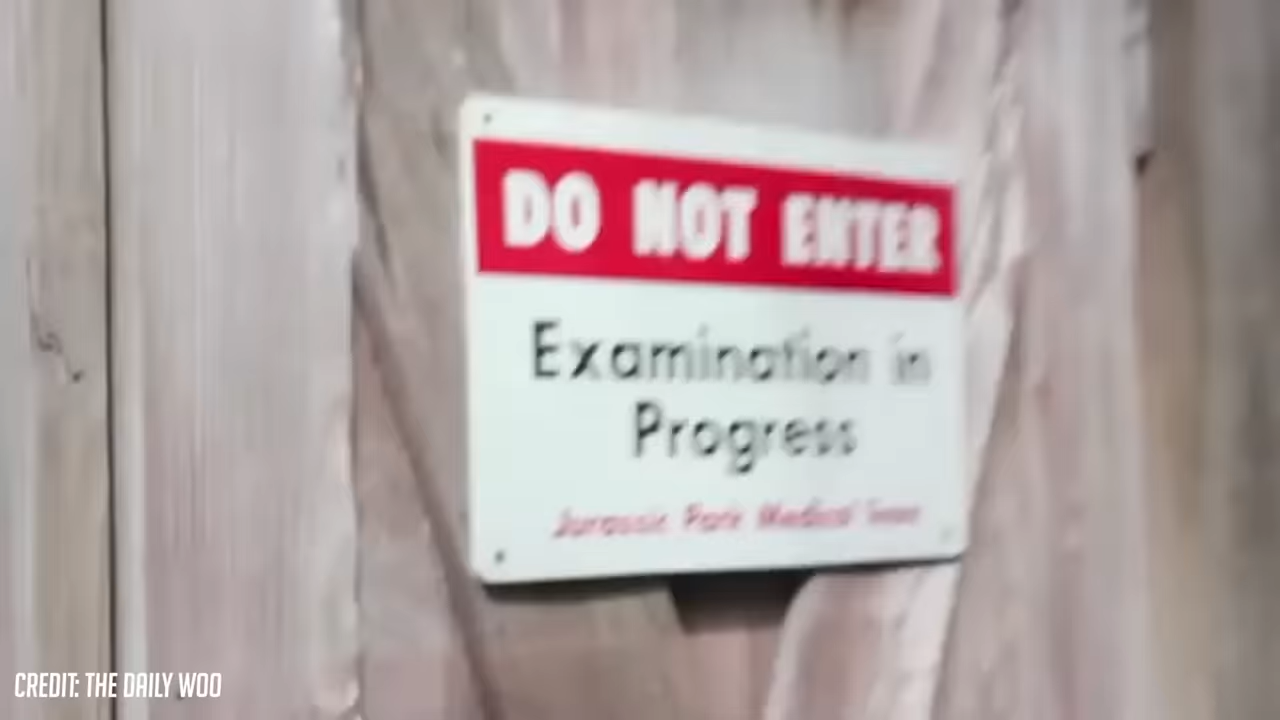 DO NOT ENTER
Examination in
Progress
Jurassic Park Medical Team
CREDIT: THE DAILY WOO